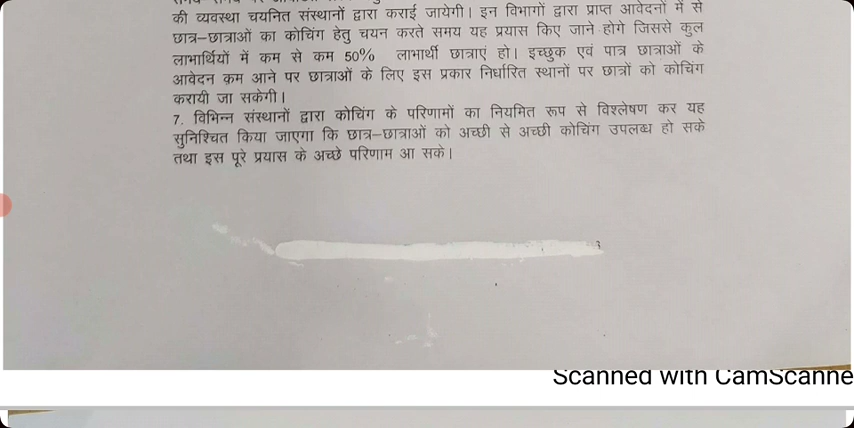 की व्यवस्था चयनित संस्थानों द्वारा कराई जायेगी। इन विभागों द्वारा प्राप्त आवेदनों में से
छात्र–छात्राओं का कोचिंग हेतु चयन करते समय यह प्रयास किए जाने होगे जिससे कुल
लाभार्थियों में कम से कम 50% लाभार्थी छात्राएं हो। इच्छुक एवं पात्र छात्राओं के
आवेदन क्रम आने पर छात्राओं के लिए इस प्रकार निर्धारित स्थानों पर छात्रों को कोचिंग
करायी जा सकेगी।
7. विभिन्न संस्थानों द्वारा कोचिंग के परिणामों का नियमित रूप से विश्लेषण कर यह
सुनिश्चित किया जाएगा कि छात्र–छात्राओं को अच्छी से अच्छी कोचिंग उपलब्ध हो सके
तथा इस पूरे प्रयास के अच्छे परिणाम आ सके।
3
Scanned with CamScanne